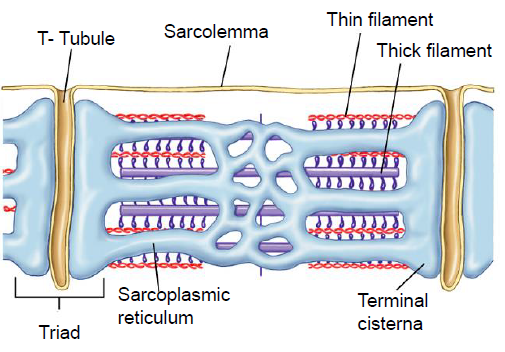 Thin filament
Sarcolemma
T- Tubule
Thick filament
Sarcoplasmic
reticulum
Terminal
cisterna
Triad